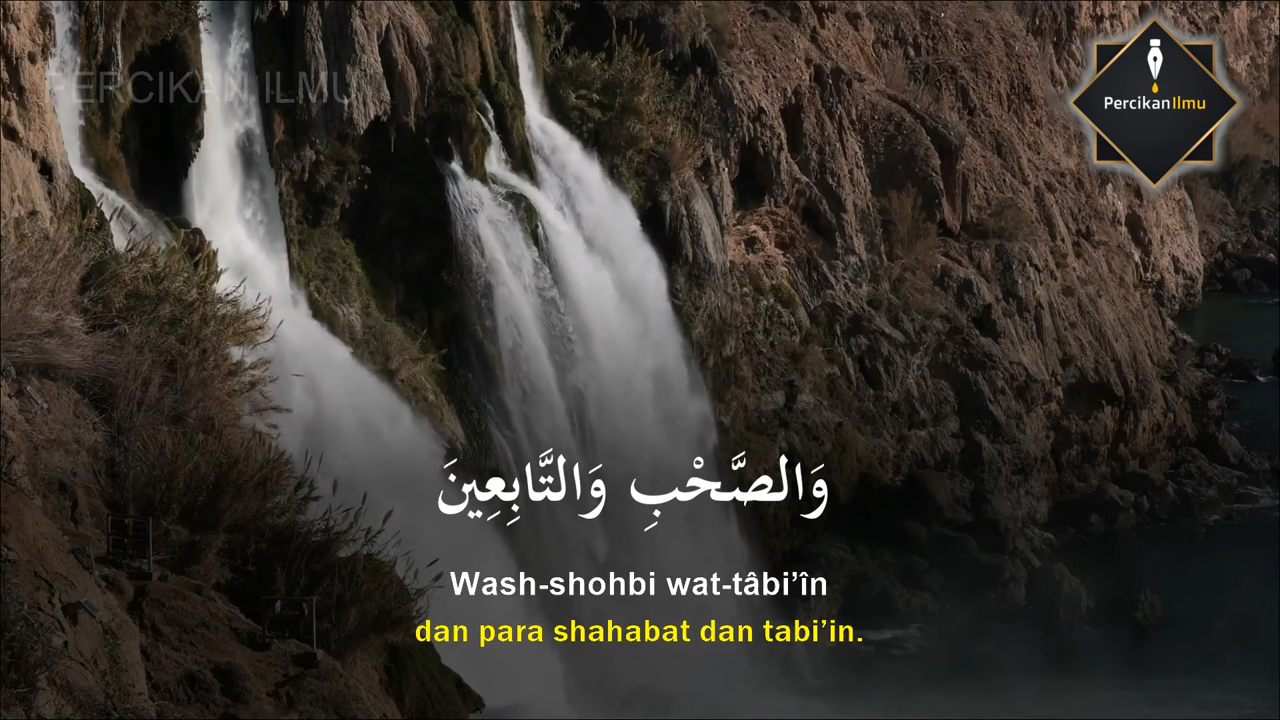 PERCIKAN ILMU
PercikanIlmu
وَالصَّحْبِ وَالتَّابِعِينَ
Wash-shohbi wat-tâbi’în
dan para shahabat dan tabi’in.